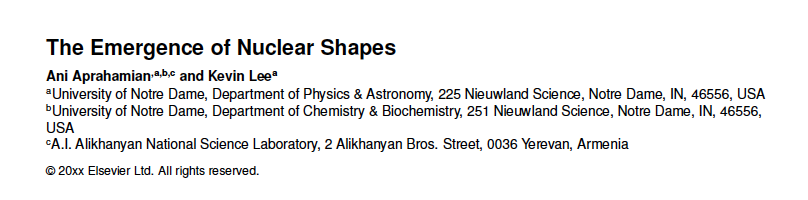 The Emergence of Nuclear Shapes
Ani Aprahamian·a,b,c and Kevin Leea
aUniversity of Notre Dame, Department of Physics & Astronomy, 225 Nieuwland Science, Notre Dame, IN, 46556, USA
bUniversity of Notre Dame, Department of Chemistry & Biochemistry, 251 Nieuwland Science, Notre Dame, IN, 46556,
USA
cA.I. Alikhanyan National Science Laboratory, 2 Alikhanyan Bros. Street, 0036 Yerevan, Armenia
© 20xx Elsevier Ltd. All rights reserved.